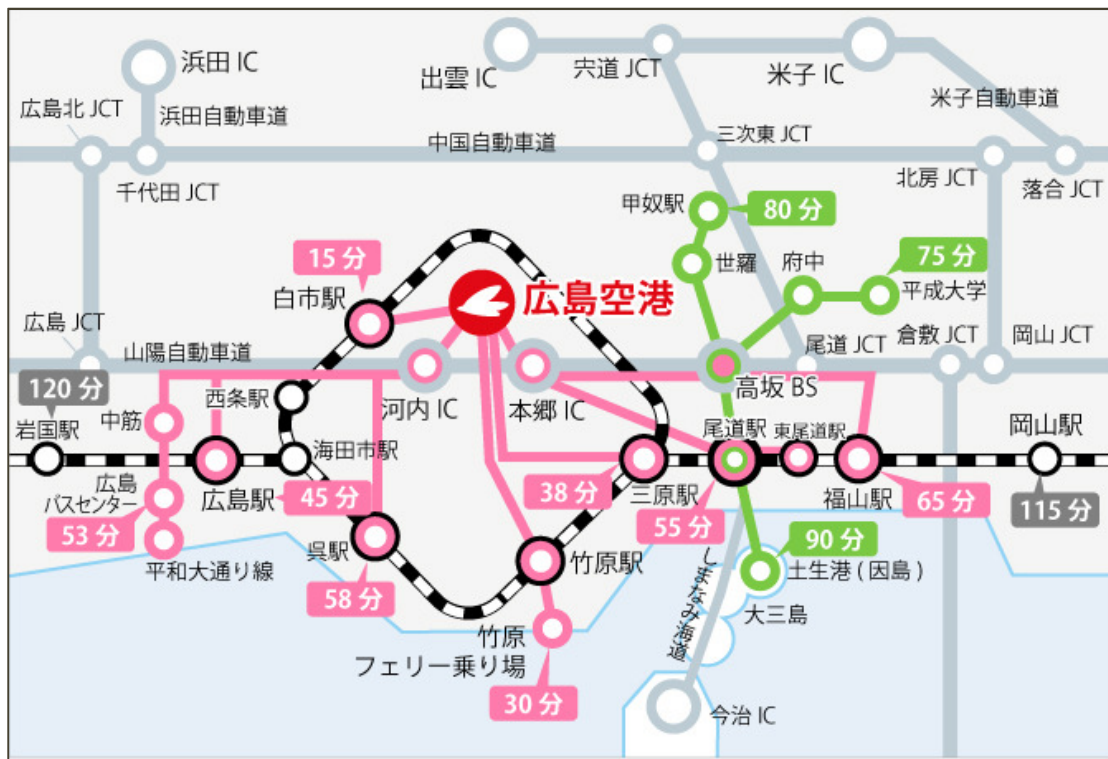 浜田 IC
出雲 IC
宍道 JCT
米子 IC
広島北 JCT
浜田自動車道
米子自動車道
中国自動車道
三次東 JCT
千代田 JCT
北房 JCT
落合 JCT
甲奴駅
80 分
15 分
世羅
府中
75 分
白市駅
広島空港
平成大学
広島 JCT
山陽自動車道
尾道 JCT
倉敷 JCT
岡山 JCT
120 分
西条駅
河内 IC
本郷 IC
高坂 BS
岩国駅
中筋
海田市駅
尾道駅
東尾道駅
岡山駅
広島
バスセンター
広島駅
45 分
38 分
三原駅
福山駅
53 分
55 分
65 分
115 分
平和大通り線
呉駅
竹原駅
90 分
58 分
しまなみ海道
土生港 ( 因島 )
大三島
竹原
フェリー乗り場
30 分
今治 IC